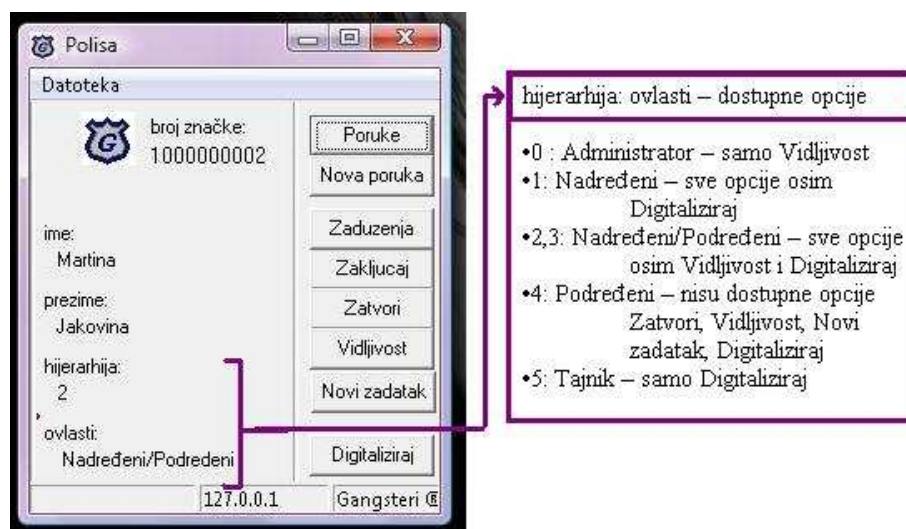 Polisa
Datoteka
G
broj značke:
1000000002
ime:
Martina
prezime:
Jakovina
hijerarhija:
2
ovlasti:
Nadređeni/Podredeni
Poruke
Nova poruka
Zaduzenja
Zakljucaj
Zatvori
Vidljivost
Novi zadatak
Digitaliziraj
127.0.0.1
Gangsteri ®
hijerarhija: ovlasti – dostupne opcije
•0 : Administrator – samo Vidljivost
•1: Nadređeni – sve opcije osim
Digitaliziraj
•2,3: Nadređeni/Podređeni – sve opcije
osim Vidljivost i Digitaliziraj
•4: Podređeni – nisu dostupne opcije
Zatvori, Vidljivost, Novi
zadatak, Digitaliziraj
•5: Tajnik – samo Digitaliziraj